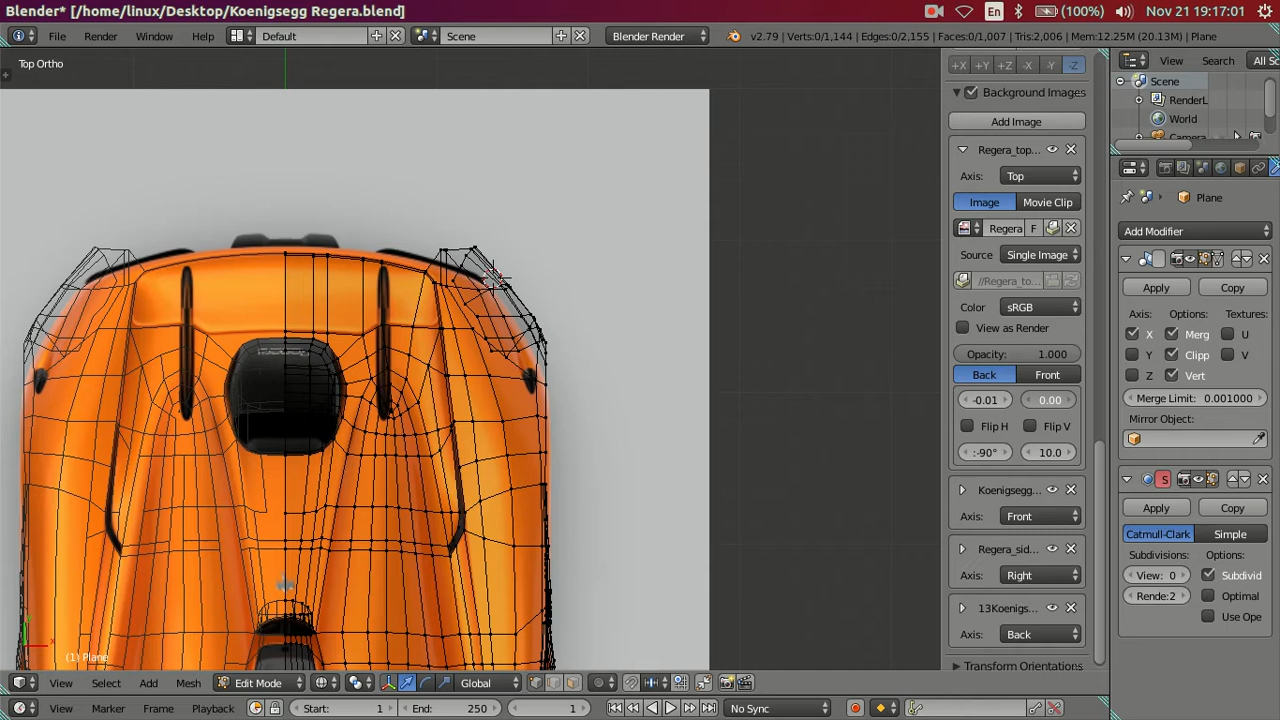 Blender* [/home/linux/Desktop/Koenigsegg Regera.blend]
En
(100%)
Nov 21 19:17:01
File
Render
Window
Help
Default
Scene
Blender Render
v2.79 | Verts:0/1,144 | Edges:0/2,155 | Faces:0/1,007 | Tris:2,006 | Mem:12.25M (20.13M) | Plane
Top Ortho
+X
+Y
+Z
-X
-Y
-Z
Background Images
Add Image
Regera_top...
Axis:
Top
Image
Movie Clip
Regera
F
Source
Single Image
//Regera_to...
Color
sRGB
View as Render
Opacity:
1.000
Back
Front
-0.01
0.00
Flip H
Flip V
:-90°
10.0
Koenigsegg...
Axis:
Front
Regera_sid...
Axis:
Right
13Koenigs...
Axis:
Back
Transform Orientations
View
Search
All Sc
Scene
RenderL
World
Camera
Plane
Add Modifier
Apply
Copy
Axis:
Options:
Textures:
X
Merg
U
Y
Clipp
V
Z
Vert
Merge Limit: 0.001000
Mirror Object:
S
Apply
Copy
Catmull-Clark
Simple
Subdivisions:
Options:
View: 0
Subdivid
Rende:2
Optimal
Use Ope
y
x
(1) Plane
View
Select
Add
Mesh
Edit Mode
Global
View
Marker
Frame
Playback
Start:
1
End:
250
1
No Sync